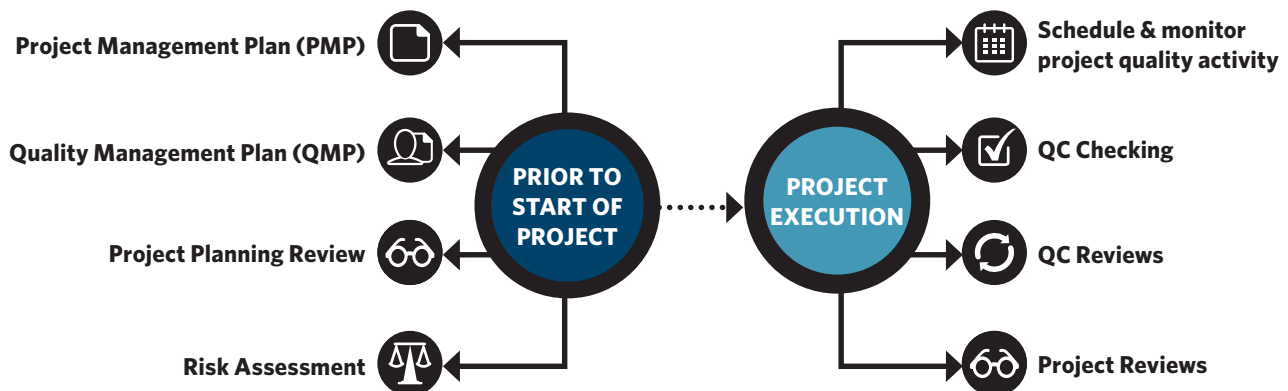 Project Management Plan (PMP)
Quality Management Plan (QMP)
Project Planning Review
Risk Assessment
PRIOR TO
START OF
PROJECT
PROJECT
EXECUTION
Schedule & monitor
project quality activity
QC Checking
QC Reviews
Project Reviews